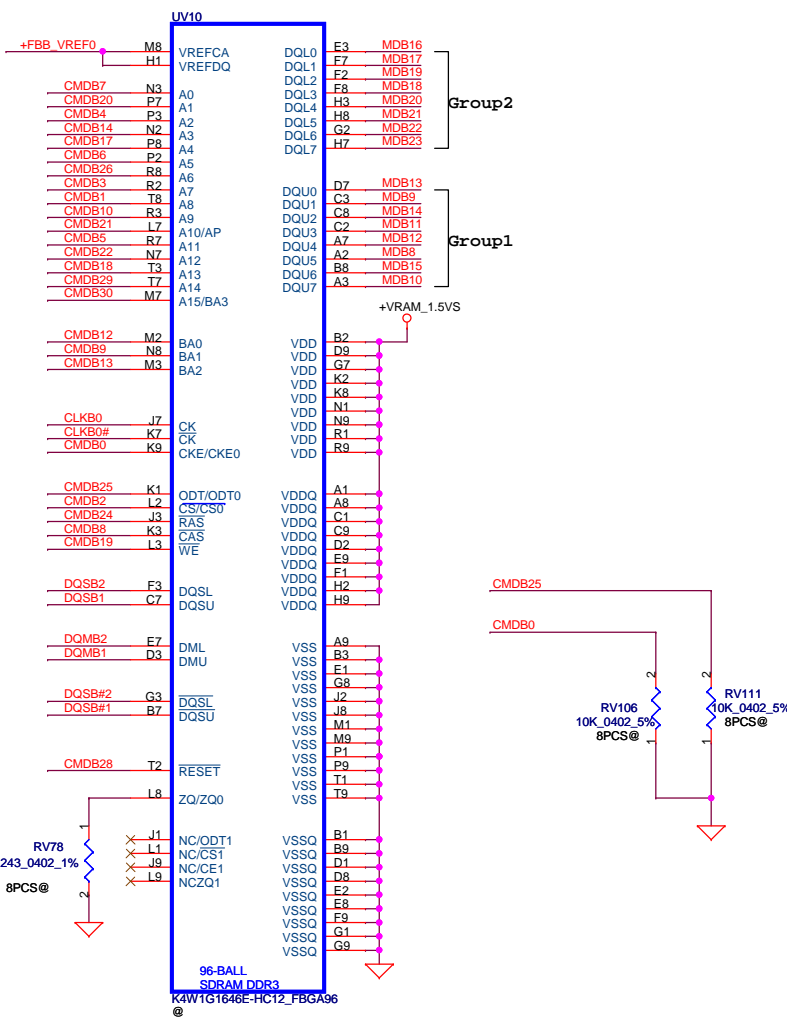 UV10
+FBB_VREF0 M8 VREFCA DQL0 E3 MDB16
H1 VREFDQ DQL1 F7 MDB17
DQL2 F2 MDB19
CMDB7 N3 A0 DQL3 F8 MDB18
CMDB20 P7 A1 DQL4 H3 MDB20 Group2
CMDB4 P3 A2 DQL5 H8 MDB21
CMDB14 N2 A3 DQL6 G2 MDB22
CMDB17 P8 A4 DQL7 H7 MDB23
CMDB6 P2 A5
CMDB26 R8 A6
CMDB3 R2 A7 DQU0 D7 MDB13
CMDB1 T8 A8 DQU1 C3 MDB9
CMDB10 R3 A9 DQU2 C8 MDB14
CMDB21 L7 A10/AP DQU3 C2 MDB11
CMDB5 R7 A11 DQU4 A7 MDB12 Group1
CMDB22 N7 A12 DQU5 A2 MDB8
CMDB18 T3 A13 DQU6 B8 MDB15
CMDB29 T7 A14 DQU7 A3 MDB10
CMDB30 M7 A15/BA3
+VRAM_1.5VS
CMDB12 M2 BA0 VDD B2
CMDB9 N8 BA1 VDD D9
CMDB13 M3 BA2 VDD G7
VDD K2
VDD K8
VDD N1
CLKB0 J7 CK VDD N9
CLKB0# K7 CK VDD R1
CMDB0 K9 CKE/CKE0 VDD R9
CMDB25 K1 ODT/ODT0 VDDQ A1
CMDB2 L2 CS/CS0 VDDQ A8
CMDB24 J3 RAS VDDQ C1
CMDB8 K3 CAS VDDQ C9
CMDB19 L3 WE VDDQ D2
VDDQ E9
VDDQ F1
DQSB2 F3 DQSL VDDQ H2
DQSB1 C7 DQSU VDDQ H9
CMDB25
CMDB0
DQMB2 E7 DML VSS A9
DQMB1 D3 DMU VSS B3
VSS E1
VSS G8
DQSB#2 G3 DQSL VSS J2
DQSB#1 B7 DQSU VSS J8
VSS M1
VSS M9
VSS P1
CMDB28 T2 RESET VSS P9
VSS T1
L8 ZQ/ZQ0 VSS T9
2 2
RV106
10K_0402_5%
8PCS@
1
RV111
10K_0402_5%
8PCS@
1
1
RV78
243_0402_1%
8PCS@
2
J1 NC/ODT1 VSSQ B1
L1 NC/CS1 VSSQ B9
J9 NC/CE1 VSSQ D1
L9 NCZQ1 VSSQ D8
VSSQ E2
VSSQ E8
VSSQ F9
VSSQ G1
VSSQ G9
96-BALL
SDRAM DDR3
K4W1G1646E-HC12_FBGA96
@